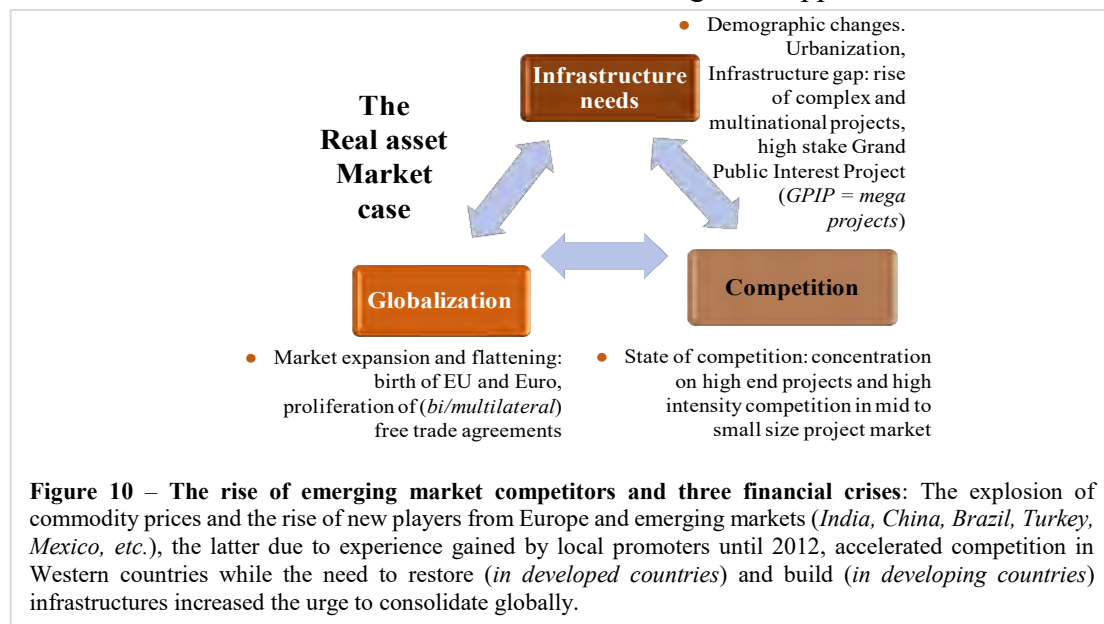 Demographic changes.
Urbanization,
Infrastructure gap: rise
of complex and
multinational projects,
high stake Grand
Public Interest Project
(GPIP = mega
projects)
Infrastructure
needs
The
Real asset
Market
case
Globalization
Competition
Market expansion and flattening:
birth of EU and Euro,
proliferation of (bi/multilateral)
free trade agreements
State of competition: concentration
on high end projects and high
intensity competition in mid to
small size project market
Figure 10 – The rise of emerging market competitors and three financial crises: The explosion of
commodity prices and the rise of new players from Europe and emerging markets (India, China, Brazil, Turkey,
Mexico, etc.), the latter due to experience gained by local promoters until 2012, accelerated competition in
Western countries while the need to restore (in developed countries) and build (in developing countries)
infrastructures increased the urge to consolidate globally.